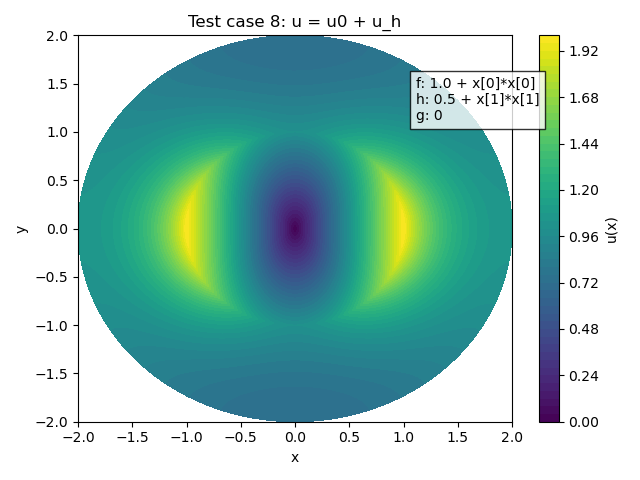 Test case 8: u = u0 + u_h
f: 1.0 + x[0]*x[0]
h: 0.5 + x[1]*x[1]
g: 0
2.0
1.5
1.0
0.5
0.0
−0.5
−1.0
−1.5
−2.0
y
−2.0 −1.5 −1.0 −0.5 0.0 0.5 1.0 1.5 2.0
x
1.92
1.68
1.44
1.20
0.96
0.72
0.48
0.24
0.00
u(x)